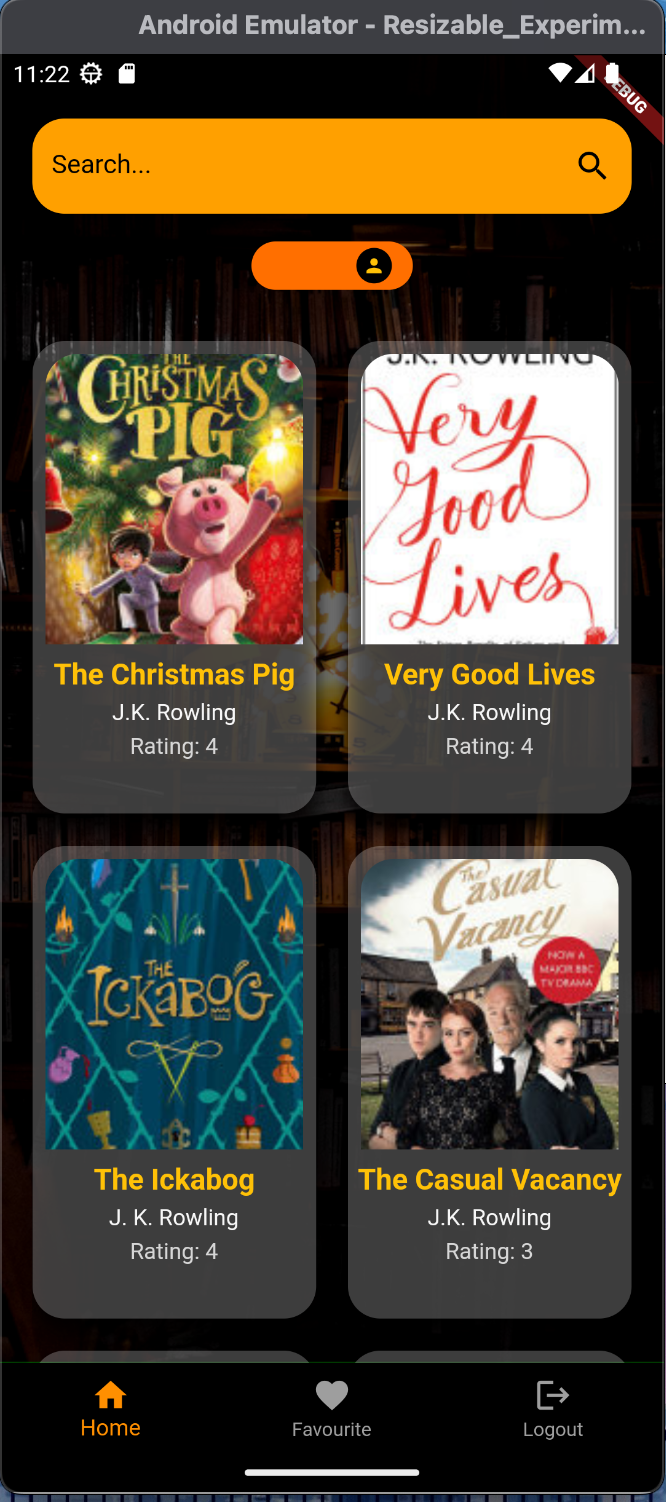 Android Emulator - Resizable_Experim...
11:22
Search...
THE
CHRISTMAS
PIG
J.K. ROWLING
Very
Good
Lives
The Christmas Pig
J.K. Rowling
Rating: 4
Very Good Lives
J.K. Rowling
Rating: 4
THE
ICKABOG
The
Casual
Vacancy
NOW A
MAJOR BBC
TV DRAMA
The Ickabog
J. K. Rowling
Rating: 4
The Casual Vacancy
J.K. Rowling
Rating: 3
Home
Favourite
Logout